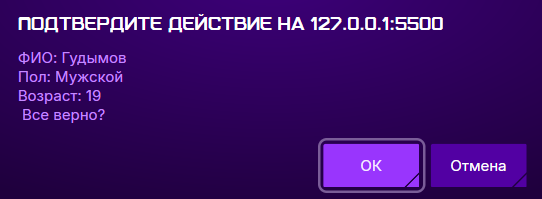 ПОДТВЕРДИТЕ ДЕЙСТВИЕ НА 127.0.0.1:5500
ФИО: Гудымов
Пол: Мужской
Возраст: 19
Все верно?
ОК Отмена